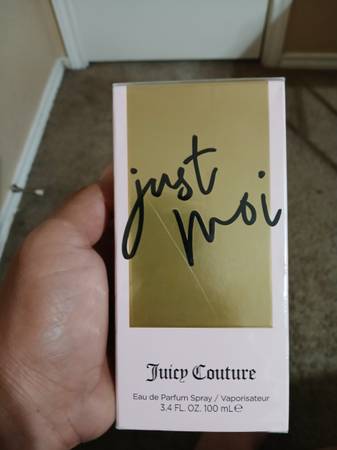 just
moi
Juicy Couture
Eau de Parfum Spray / Vaporisateur
3.4 FL. OZ. 100 mL℮